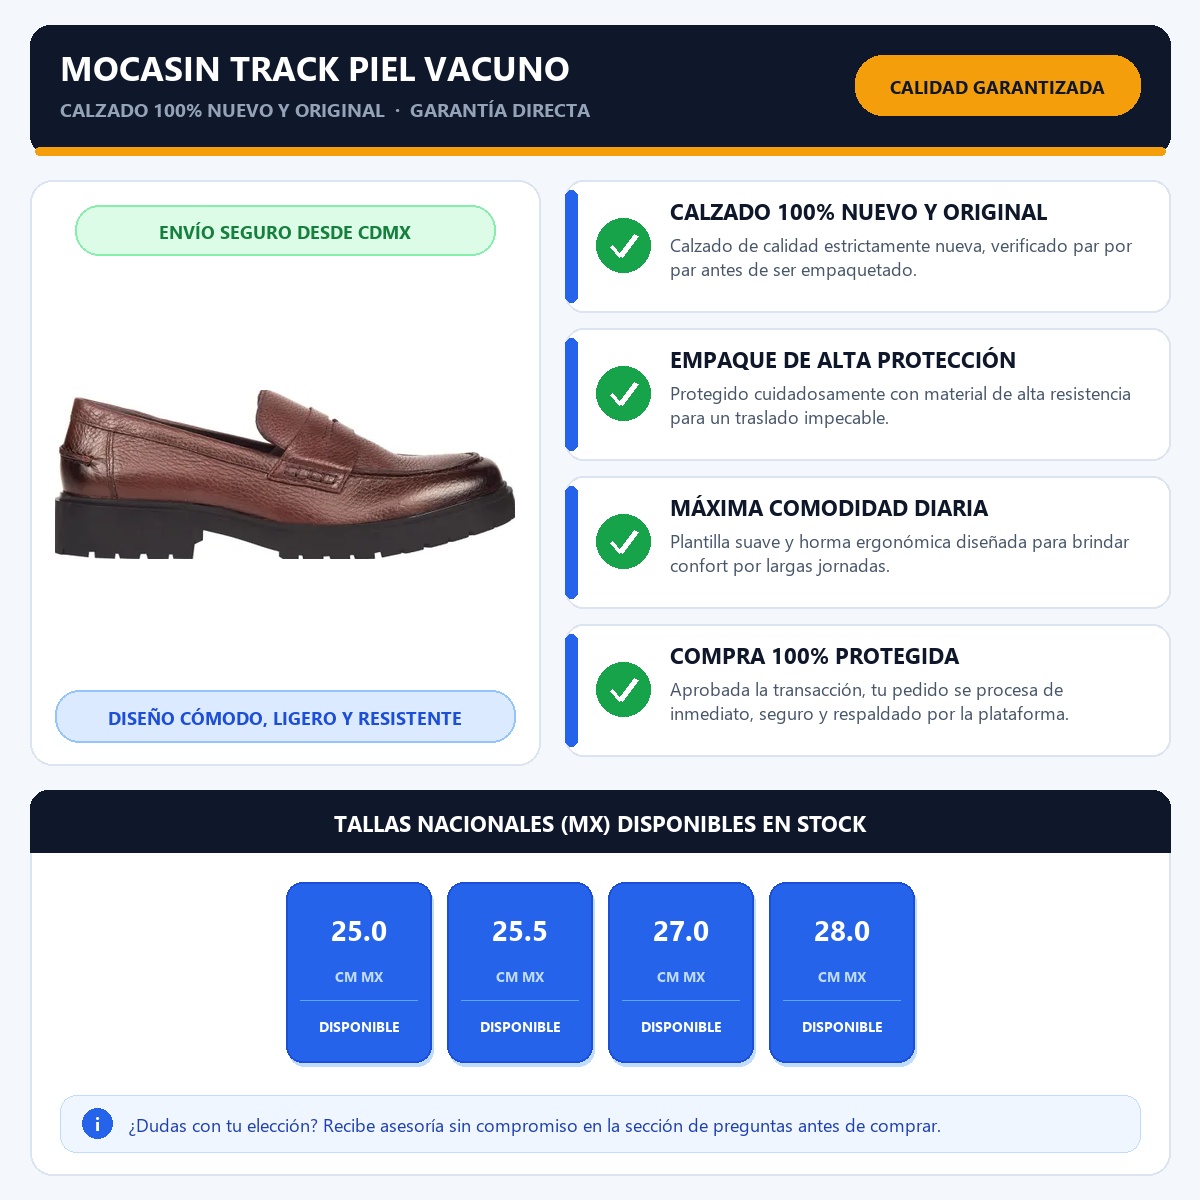 MOCASIN TRACK PIEL VACUNO
CALZADO 100% NUEVO Y ORIGINAL · GARANTÍA DIRECTA
CALIDAD GARANTIZADA
ENVÍO SEGURO DESDE CDMX
DISEÑO CÓMODO, LIGERO Y RESISTENTE
CALZADO 100% NUEVO Y ORIGINAL
Calzado de calidad estrictamente nueva, verificado par por
par antes de ser empaquetado.
EMPAQUE DE ALTA PROTECCIÓN
Protegido cuidadosamente con material de alta resistencia
para un traslado impecable.
MÁXIMA COMODIDAD DIARIA
Plantilla suave y horma ergonómica diseñada para brindar
confort por largas jornadas.
COMPRA 100% PROTEGIDA
Aprobada la transacción, tu pedido se procesa de
inmediato, seguro y respaldado por la plataforma.
TALLAS NACIONALES (MX) DISPONIBLES EN STOCK
25.0
CM MX
DISPONIBLE
25.5
CM MX
DISPONIBLE
27.0
CM MX
DISPONIBLE
28.0
CM MX
DISPONIBLE
¿Dudas con tu elección? Recibe asesoría sin compromiso en la sección de preguntas antes de comprar.